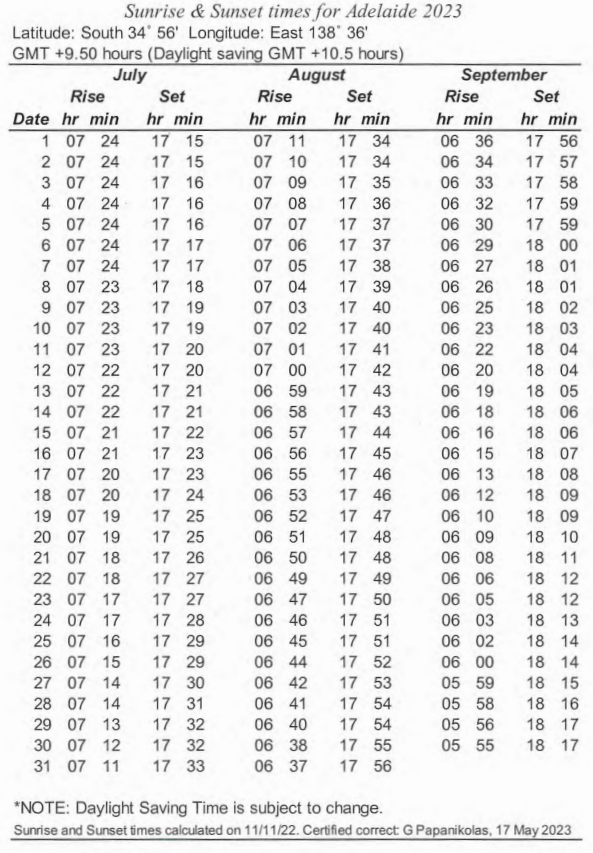 Sunrise & Sunset times for Adelaide 2023
Latitude: South 34° 56' Longitude: East 138° 36'
GMT +9.50 hours (Daylight saving GMT +10.5 hours)
July August September
Rise Set Rise Set Rise Set
Date hr min hr min hr min hr min hr min hr min
1 07 24 17 15 07 11 17 34 06 36 17 56
2 07 24 17 15 07 10 17 34 06 34 17 57
3 07 24 17 16 07 09 17 35 06 33 17 58
4 07 24 17 16 07 08 17 36 06 32 17 59
5 07 24 17 16 07 07 17 37 06 30 17 59
6 07 24 17 17 07 06 17 37 06 29 18 00
7 07 24 17 17 07 05 17 38 06 27 18 01
8 07 23 17 18 07 04 17 39 06 26 18 01
9 07 23 17 19 07 03 17 40 06 25 18 02
10 07 23 17 19 07 02 17 40 06 23 18 03
11 07 23 17 20 07 01 17 41 06 22 18 04
12 07 22 17 20 07 00 17 42 06 20 18 04
13 07 22 17 21 06 59 17 43 06 19 18 05
14 07 22 17 21 06 58 17 43 06 18 18 06
15 07 21 17 22 06 57 17 44 06 16 18 06
16 07 21 17 23 06 56 17 45 06 15 18 07
17 07 20 17 23 06 55 17 46 06 13 18 08
18 07 20 17 24 06 53 17 46 06 12 18 09
19 07 19 17 25 06 52 17 47 06 10 18 09
20 07 19 17 25 06 51 17 48 06 09 18 10
21 07 18 17 26 06 50 17 48 06 08 18 11
22 07 18 17 27 06 49 17 49 06 06 18 12
23 07 17 17 27 06 47 17 50 06 05 18 12
24 07 17 17 28 06 46 17 51 06 03 18 13
25 07 16 17 29 06 45 17 51 06 02 18 14
26 07 15 17 29 06 44 17 52 06 00 18 14
27 07 14 17 30 06 42 17 53 05 59 18 15
28 07 14 17 31 06 41 17 54 05 58 18 16
29 07 13 17 32 06 40 17 54 05 56 18 17
30 07 12 17 32 06 38 17 55 05 55 18 17
31 07 11 17 33 06 37 17 56
*NOTE: Daylight Saving Time is subject to change.
Sunrise and Sunset times calculated on 11/11/22. Certified correct: G Papanikolas, 17 May 2023